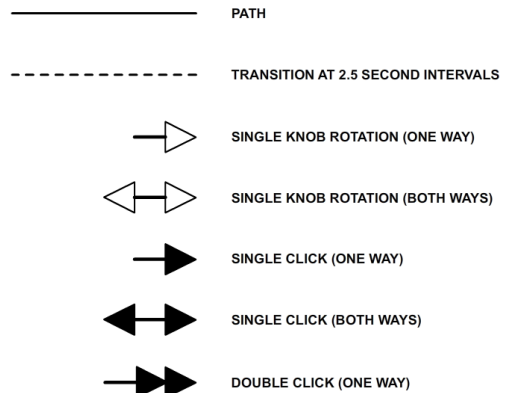 PATH
TRANSITION AT 2.5 SECOND INTERVALS
SINGLE KNOB ROTATION (ONE WAY)
SINGLE KNOB ROTATION (BOTH WAYS)
SINGLE CLICK (ONE WAY)
SINGLE CLICK (BOTH WAYS)
DOUBLE CLICK (ONE WAY)